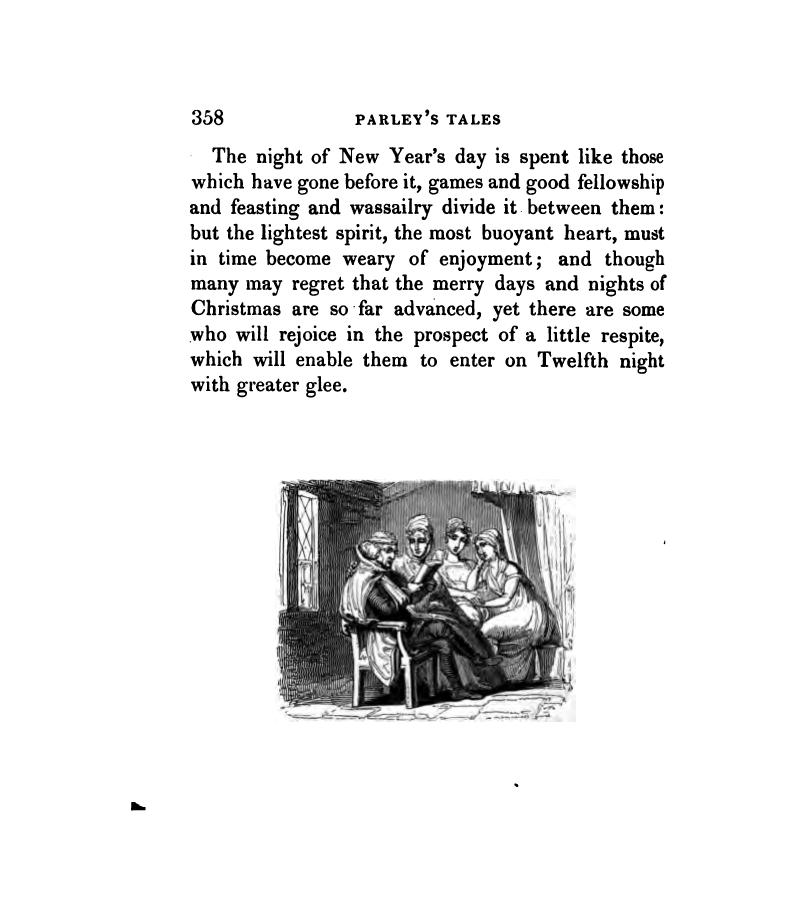 358 PARLEY'S TALES
The night of New Year's day is spent like those
which have gone before it, games and good fellowship
and feasting and wassailry divide it between them:
but the lightest spirit, the most buoyant heart, must
in time become weary of enjoyment; and though
many may regret that the merry days and nights of
Christmas are so far advanced, yet there are some
who will rejoice in the prospect of a little respite,
which will enable them to enter on Twelfth night
with greater glee.